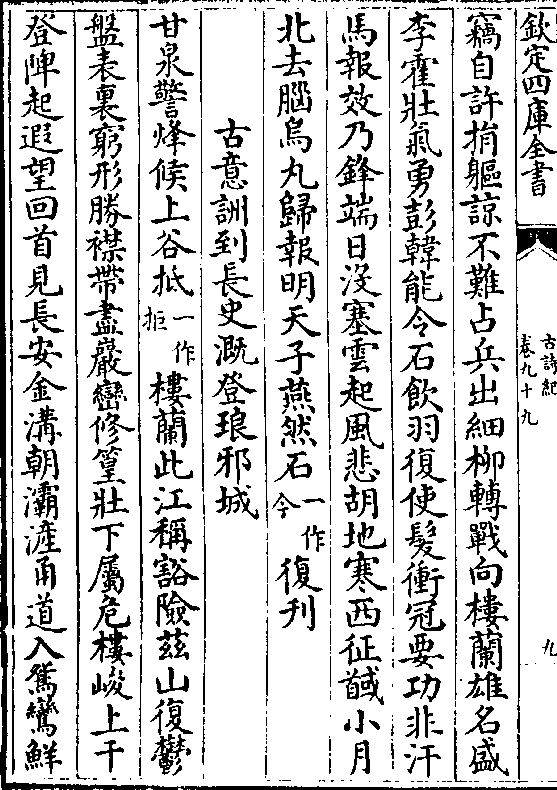 欽定四庫全書
古詩紀
卷九十九
九
竊自許捐軀諒不難占兵出細柳轉戰向樓蘭雄名盛
李霍壯氣勇彭韓能令石飲羽復使髮衝冠要功非汗
馬報效乃鋒端日沒塞雲起風悲胡地寒西征馘小月
北去腦烏丸歸報明天子燕然石一作今復刋
古意詶到長史溉登琅邪城
甘泉警烽候上谷抵一作拒樓蘭此江稱豁險茲山復鬱
盤表裏窮形勝襟帶盡巖巒修篁壯下屬危樓峻上干
登陴起遐望回首見長安金溝朝灞滻甬道入鴛鸞鮮